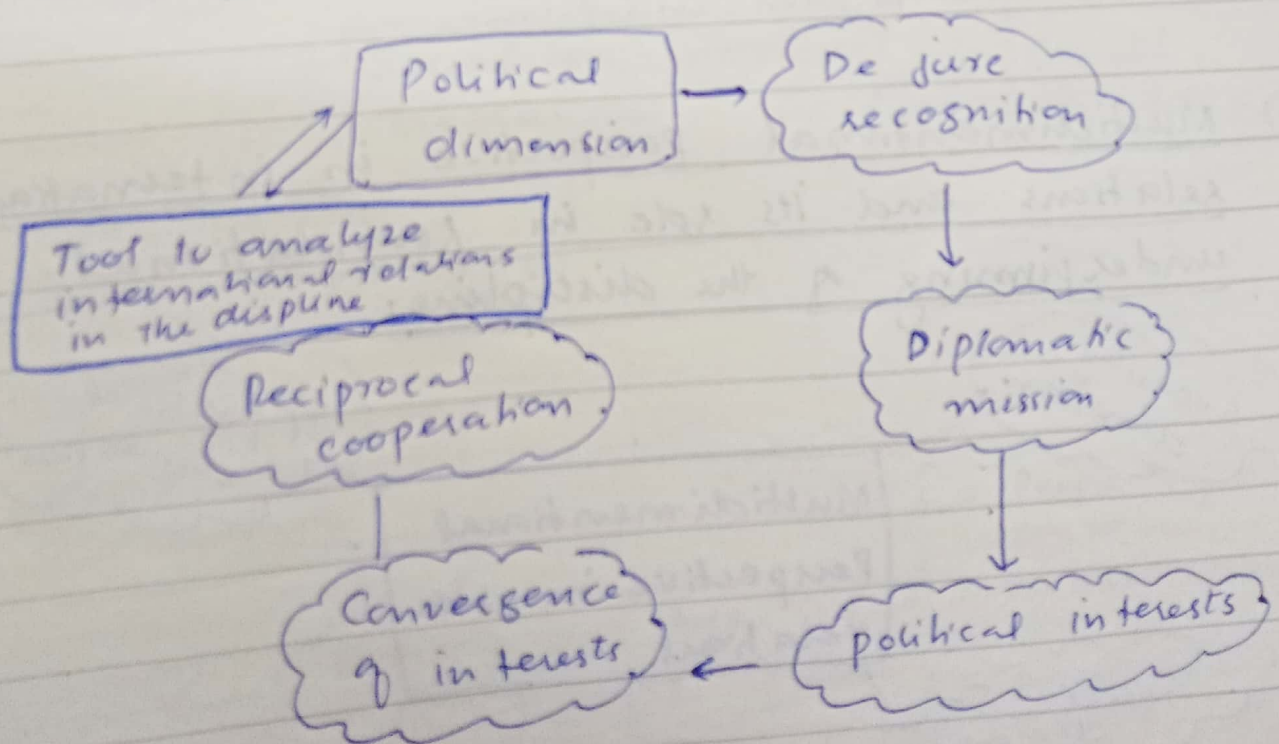 Political
dimension
De jure
recognition
Tool to analyze
international relations
in the displine
Diplomatic
mission
Reciprocal
cooperation
Convergence
of interests
political interests